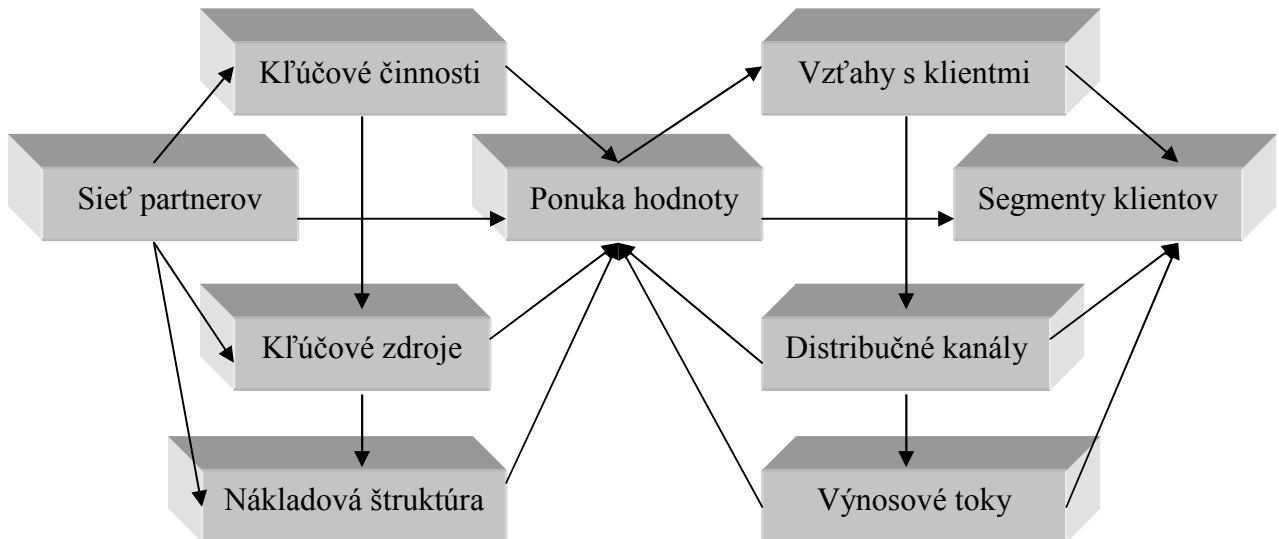 Kľúčové činnosti
Vzťahy s klientmi
Sieť partnerov
Ponuka hodnoty
Segmenty klientov
Kľúčové zdroje
Distribučné kanály
Nákladová štruktúra
Výnosové toky